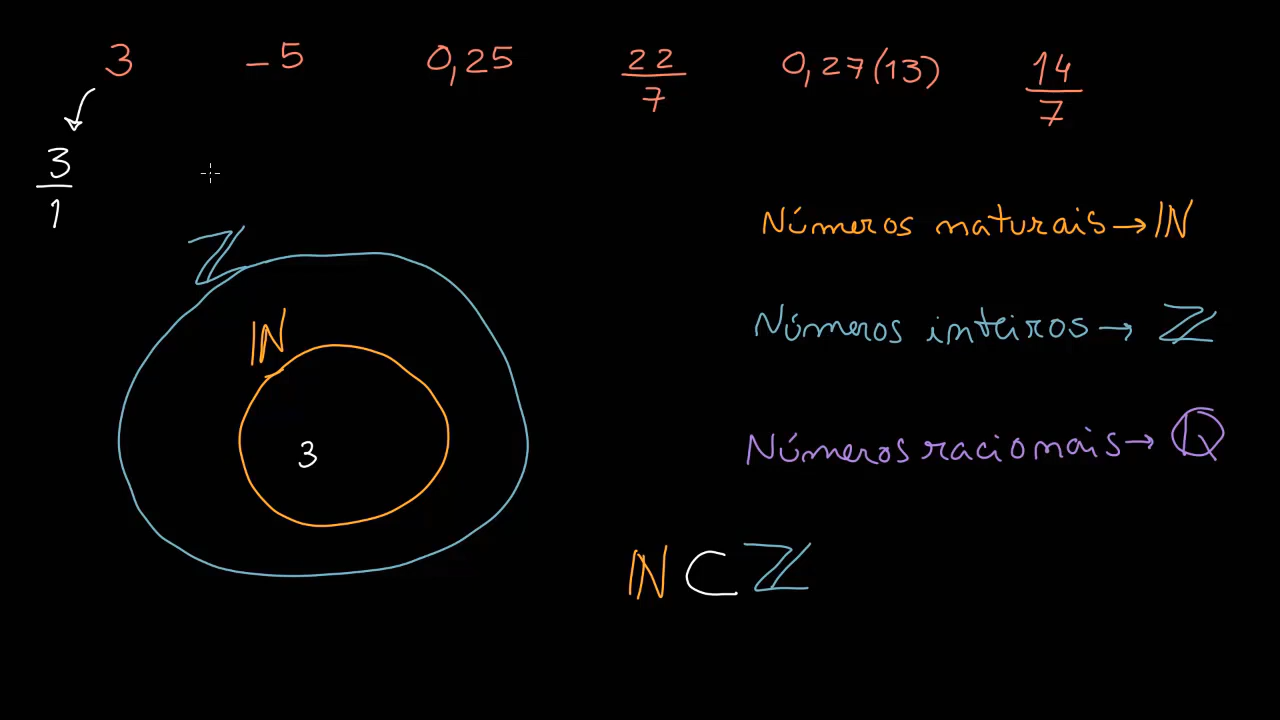 3 -5 0,25 22/7 0,27(13) 14/7
3/1
Números naturais → ℕ
ℤ
Números inteiros → ℤ
ℕ
Números racionais → ℚ
3
ℕ ⊂ ℤ